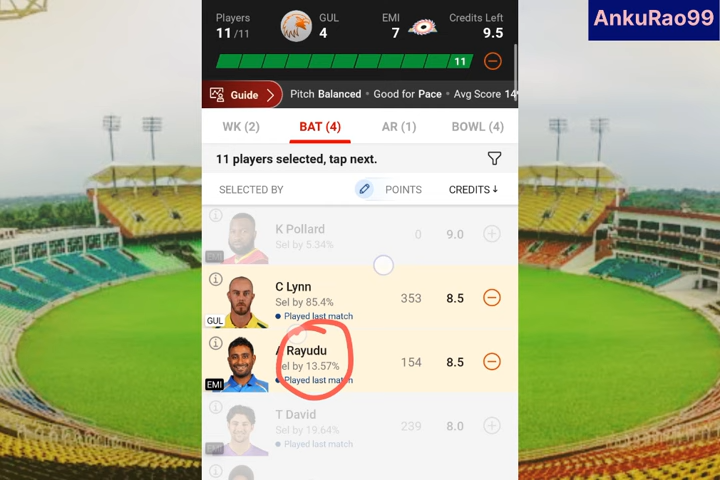 AnkuRao99
Players
11/11
GUL
4
EMI
7
Credits Left
9.5
11
Guide
Pitch Balanced • Good for Pace • Avg Score
WK (2)
BAT (4)
AR (1)
BOWL (4)
11 players selected, tap next.
SELECTED BY
POINTS
CREDITS↓
K Pollard
Sel by 5.34%
0
9.0
C Lynn
Sel by 85.4%
Played last match
353
8.5
GUL
A Rayudu
Sel by 13.57%
Played last match
154
8.5
EMI
T David
Sel by 19.64%
Played last match
239
8.0